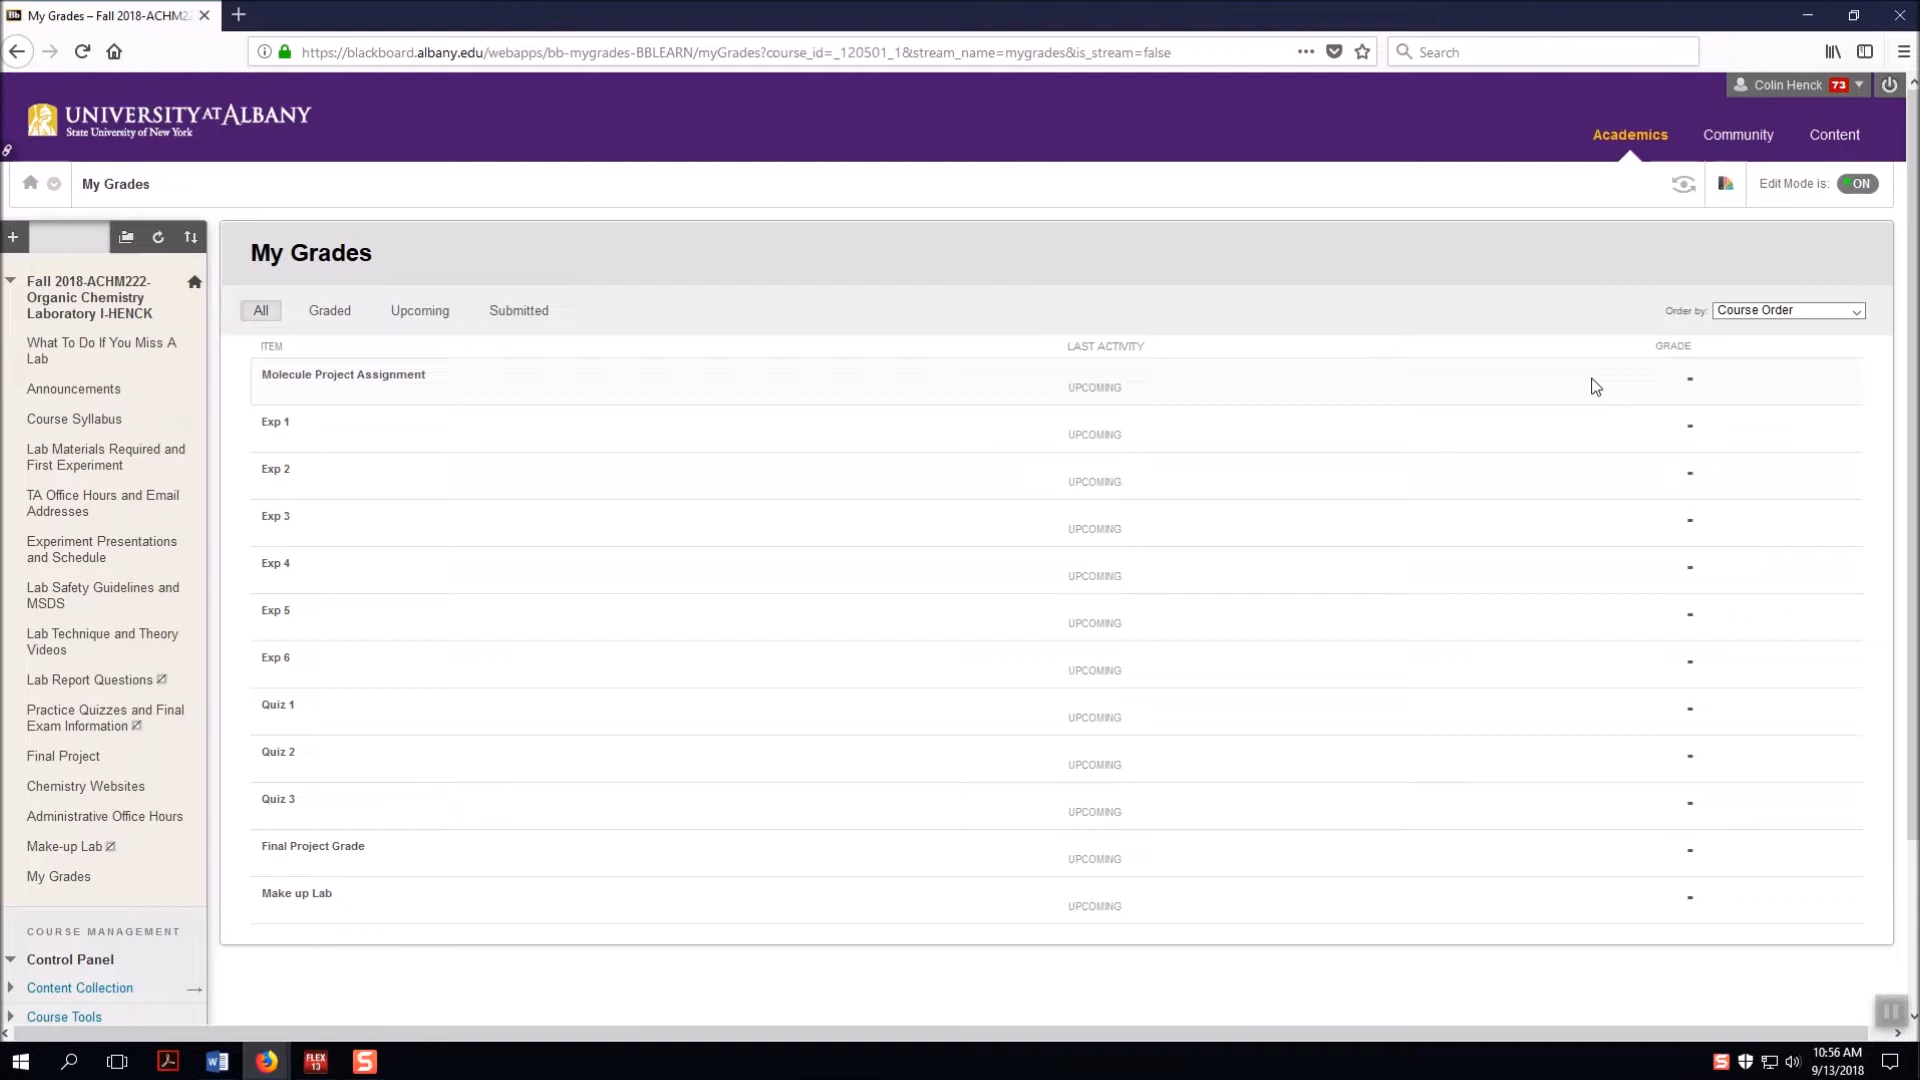 Bb My Grades – Fall 2018-ACHM22
https://blackboard.albany.edu/webapps/bb-mygrades-BBLEARN/myGrades?course_id=_120501_1&stream_name=mygrades&is_stream=false
Search
Colin Henck 73
UNIVERSITY AT ALBANY
State University of New York
Academics Community Content
My Grades
Edit Mode is: ON
My Grades
All Graded Upcoming Submitted
Order by: Course Order
ITEM LAST ACTIVITY GRADE
Molecule Project Assignment
UPCOMING -
Exp 1
UPCOMING -
Exp 2
UPCOMING -
Exp 3
UPCOMING -
Exp 4
UPCOMING -
Exp 5
UPCOMING -
Exp 6
UPCOMING -
Quiz 1
UPCOMING -
Quiz 2
UPCOMING -
Quiz 3
UPCOMING -
Final Project Grade
UPCOMING -
Make up Lab
UPCOMING -
Fall 2018-ACHM222-
Organic Chemistry
Laboratory I-HENCK
What To Do If You Miss A
Lab
Announcements
Course Syllabus
Lab Materials Required and
First Experiment
TA Office Hours and Email
Addresses
Experiment Presentations
and Schedule
Lab Safety Guidelines and
MSDS
Lab Technique and Theory
Videos
Lab Report Questions
Practice Quizzes and Final
Exam Information
Final Project
Chemistry Websites
Administrative Office Hours
Make-up Lab
My Grades
COURSE MANAGEMENT
Control Panel
Content Collection
Course Tools
FLEX
13
S
S
10:56 AM
9/13/2018